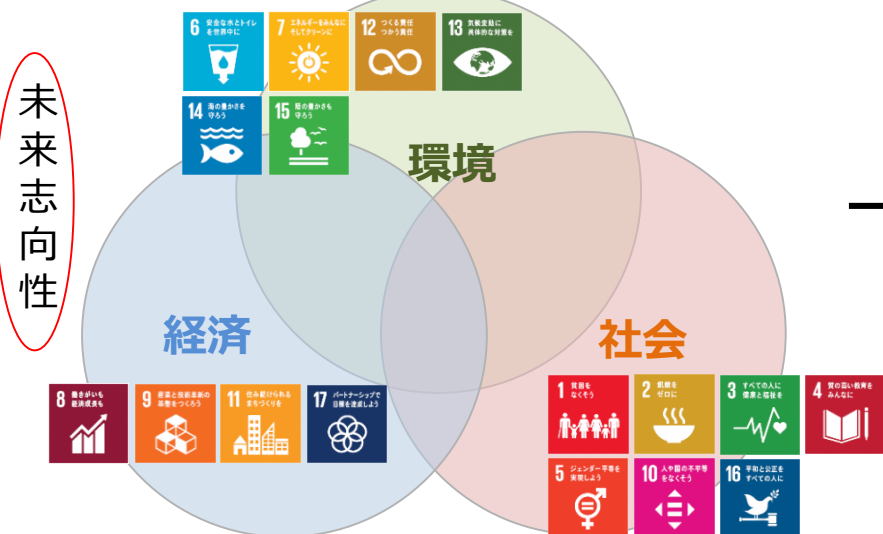 未来志向性
6 安全な水とトイレ
を世界中に
7 エネルギーをみんなに
そしてクリーンに
12 つくる責任
つかう責任
13 気候変動に
具体的な対策を
14 海の豊かさを
守ろう
15 陸の豊かさも
守ろう
環境
経済
社会
8 働きがいも
経済成長も
9 産業と技術革新の
基盤をつくろう
11 住み続けられる
まちづくりを
17 パートナーシップで
目標を達成しよう
1 貧困を
なくそう
2 飢餓を
ゼロに
3 すべての人に
健康と福祉を
4 質の高い教育を
みんなに
5 ジェンダー平等を
実現しよう
10 人や国の不平等
をなくそう
16 平和と公正を
すべての人に